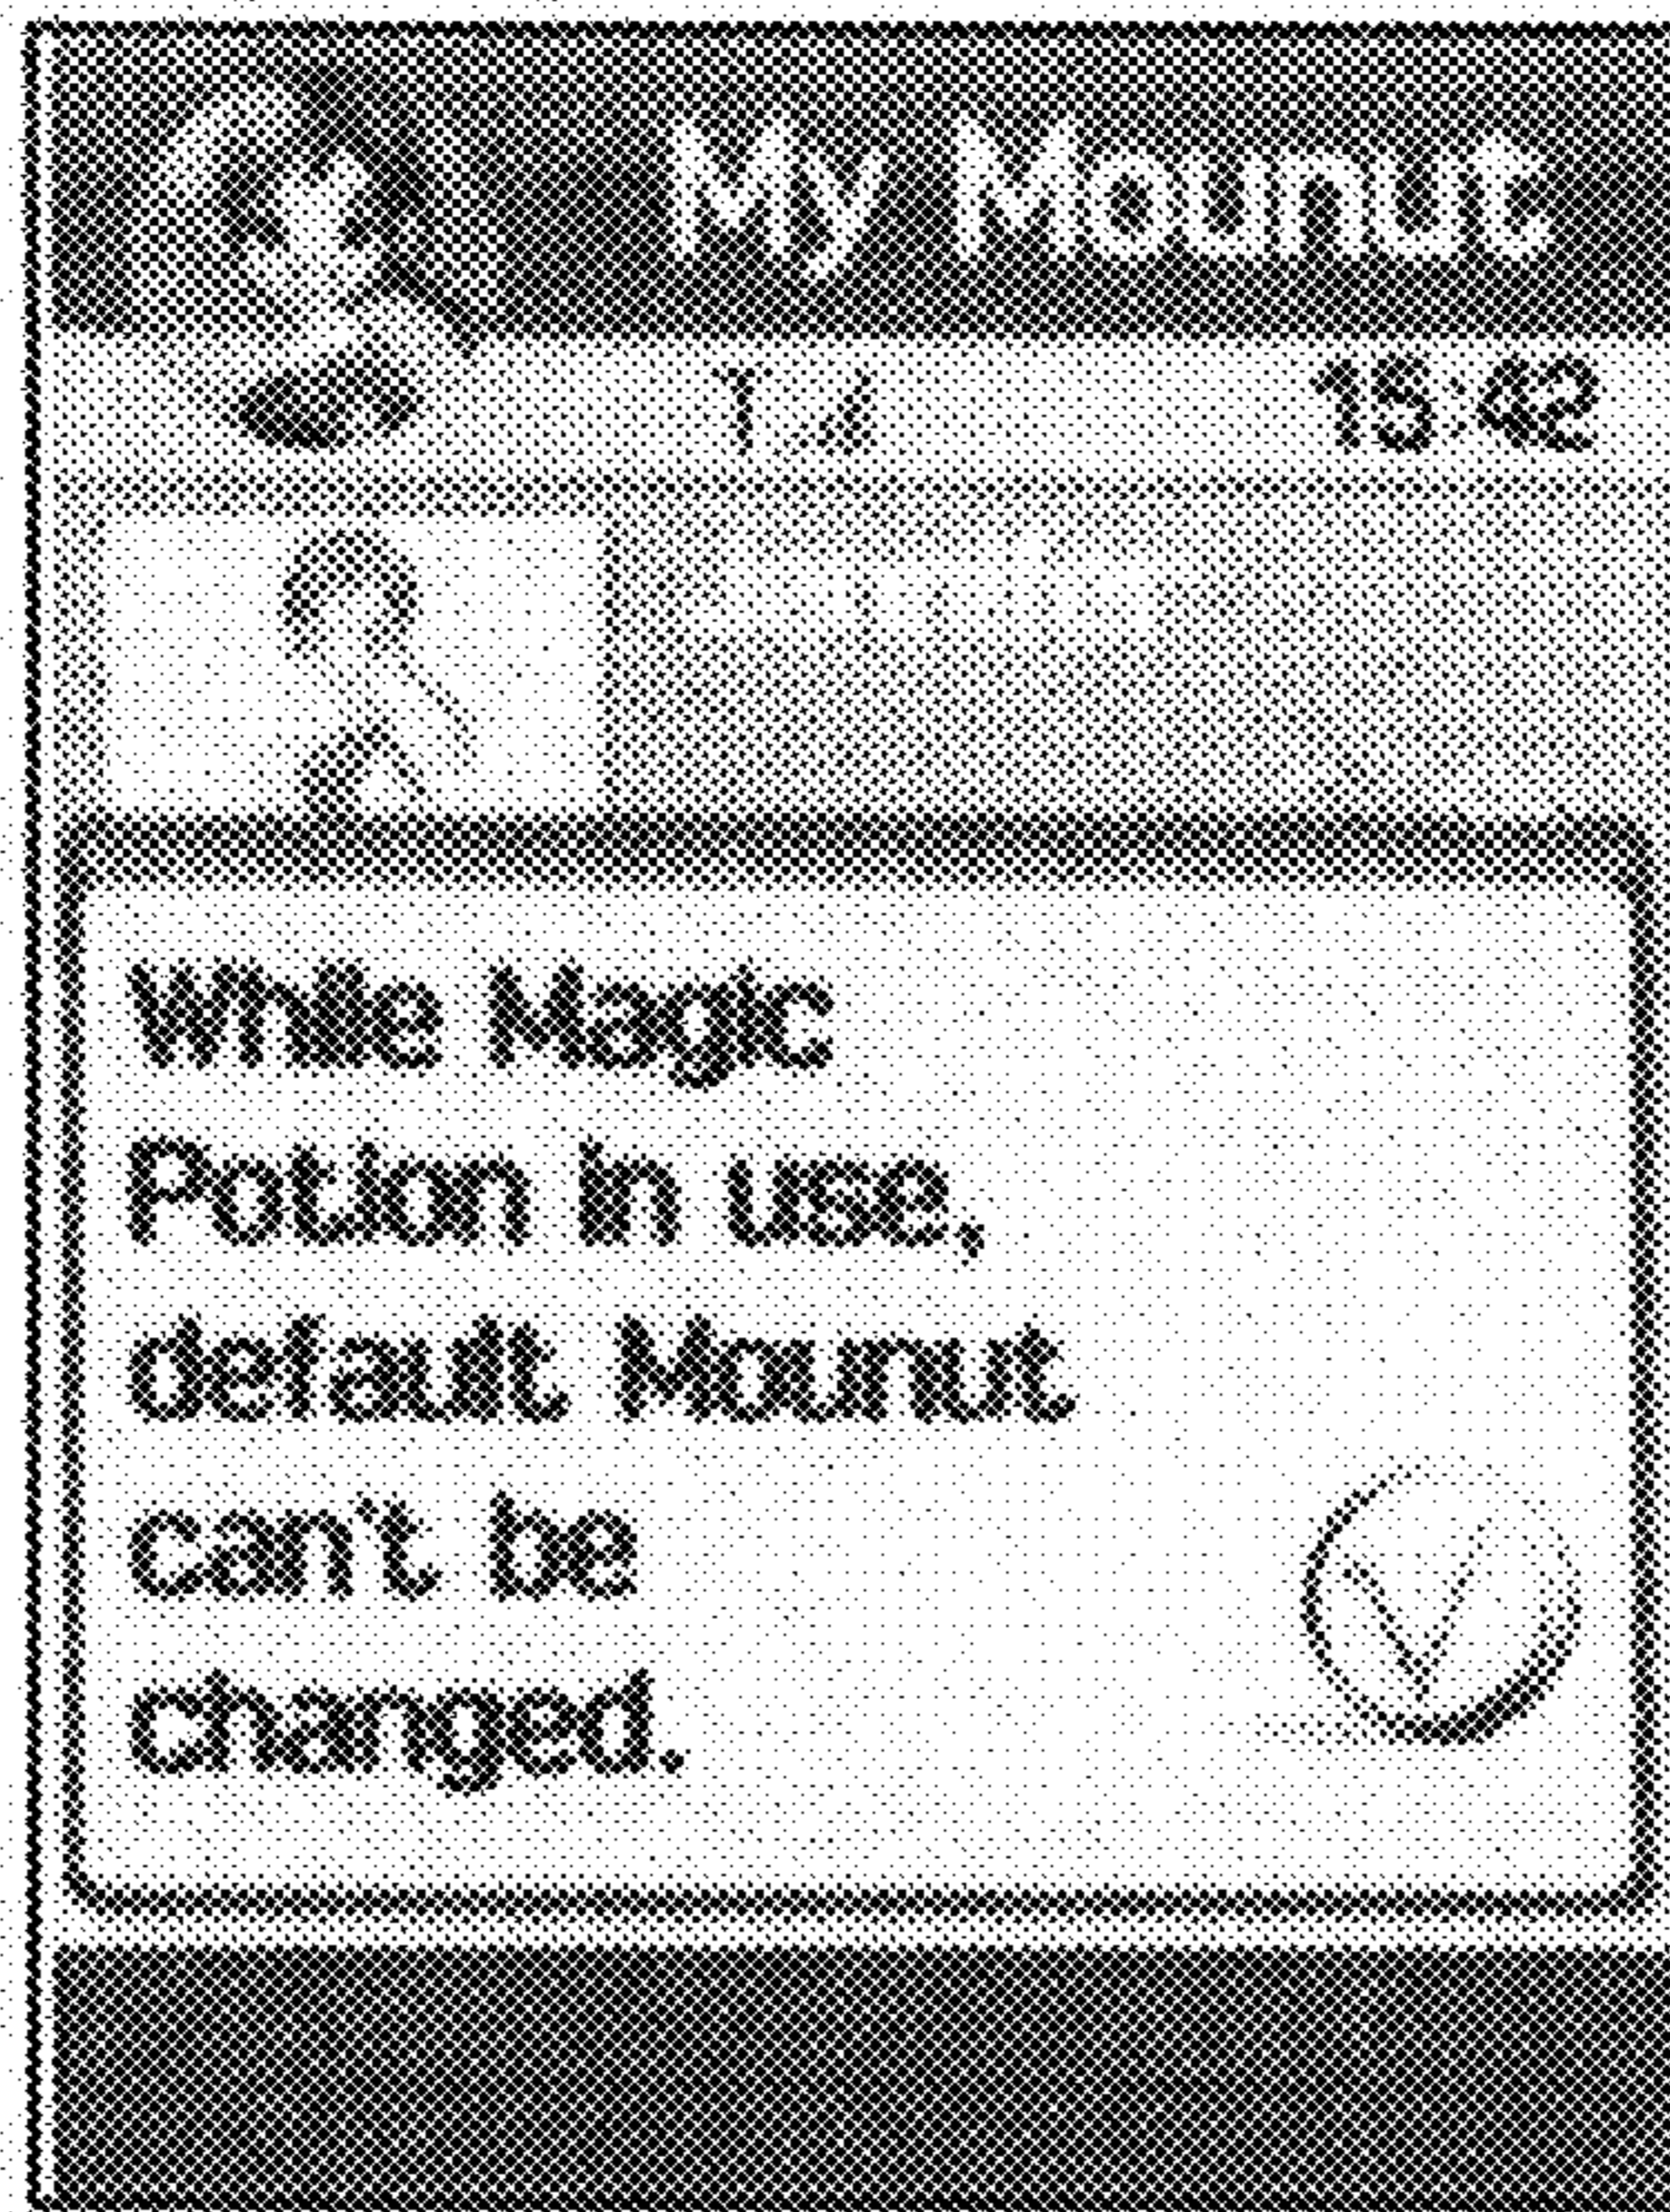 My Mounut
15:42
While Magic
Potion in use,
default Mounut
can't be
changed.